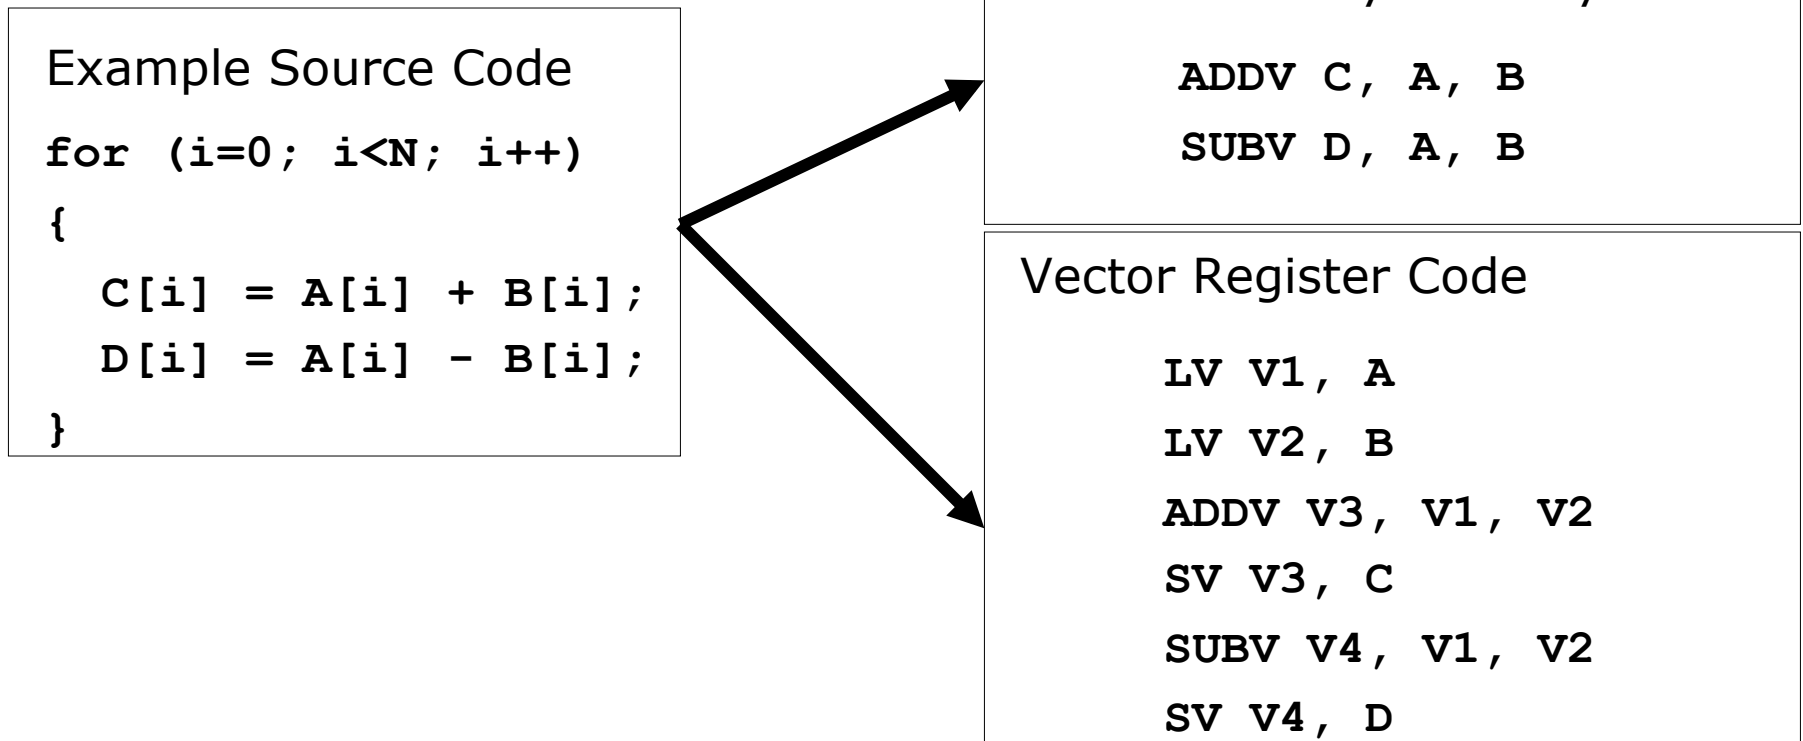 Example Source Code
for (i=0; i<N; i++)
{
C[i] = A[i] + B[i];
D[i] = A[i] - B[i];
}
ADDV C, A, B
SUBV D, A, B
Vector Register Code
LV V1, A
LV V2, B
ADDV V3, V1, V2
SV V3, C
SUBV V4, V1, V2
SV V4, D